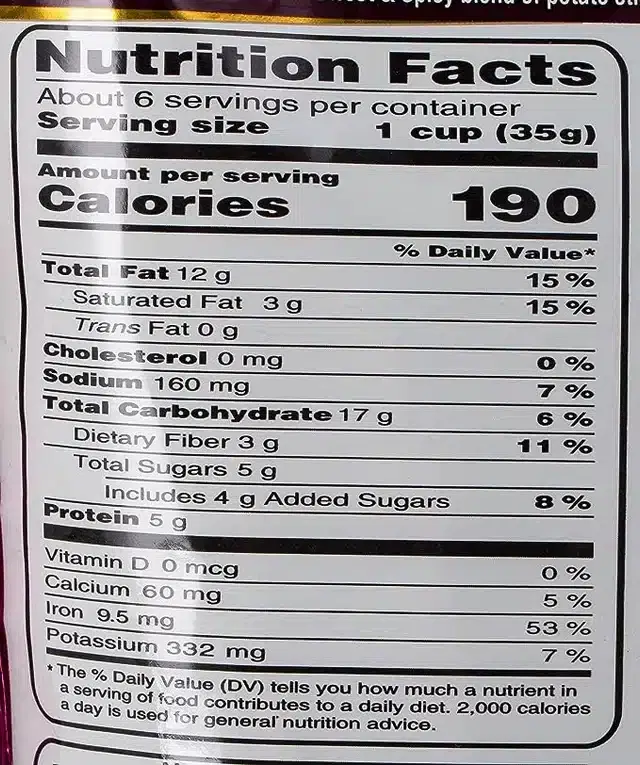 spicy blend of potato
Nutrition Facts
About 6 servings per container
Serving size 1 cup (35g)
Amount per serving
Calories 190
% Daily Value*
Total Fat 12 g 15 %
Saturated Fat 3 g 15 %
Trans Fat 0 g
Cholesterol 0 mg 0 %
Sodium 160 mg 7 %
Total Carbohydrate 17 g 6 %
Dietary Fiber 3 g 11 %
Total Sugars 5 g
Includes 4 g Added Sugars 8 %
Protein 5 g
Vitamin D 0 mcg 0 %
Calcium 60 mg 5 %
Iron 9.5 mg 53 %
Potassium 332 mg 7 %
* The % Daily Value (DV) tells you how much a nutrient in
a serving of food contributes to a daily diet. 2,000 calories
a day is used for general nutrition advice.